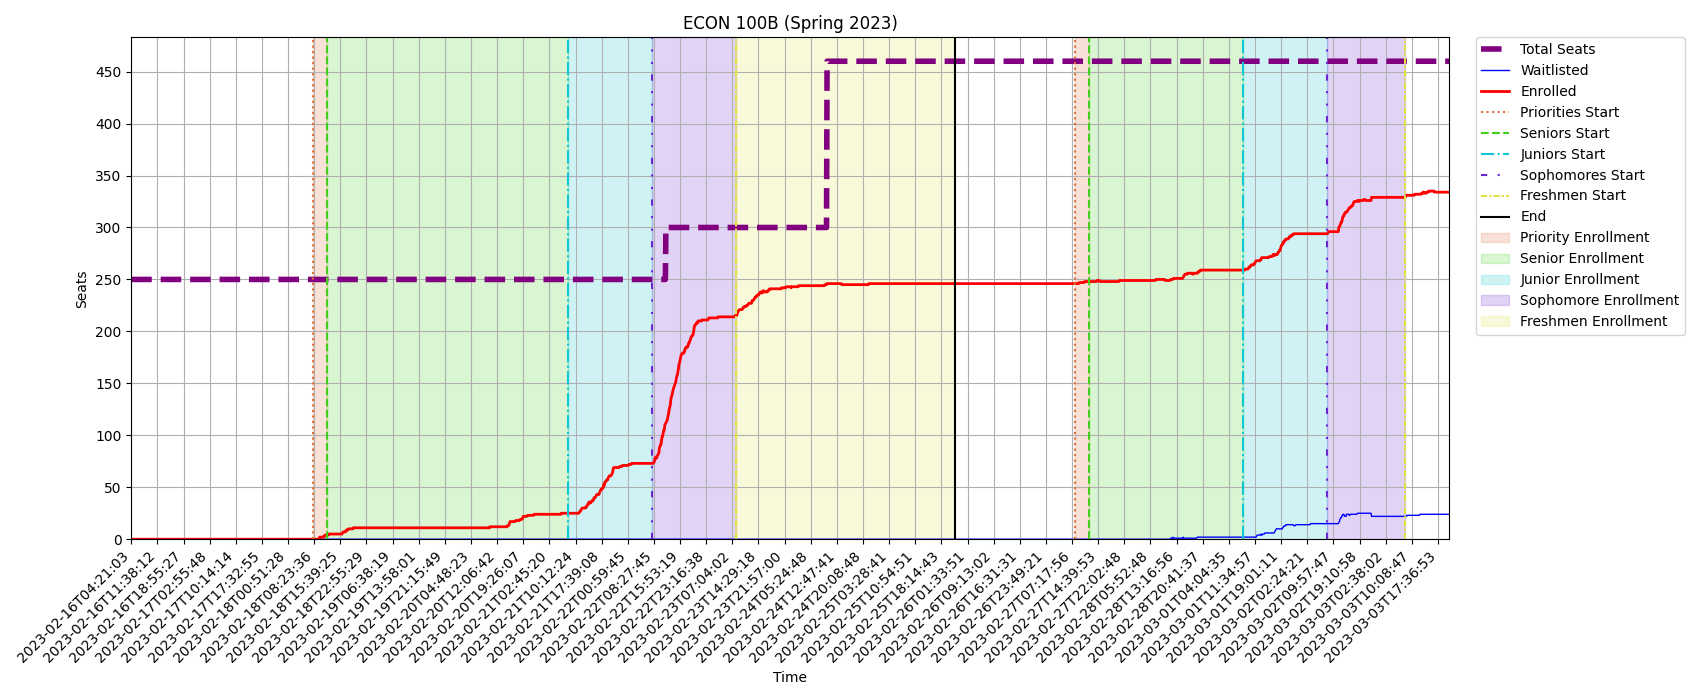 ECON 100B (Spring 2023)
Seats
450
400
350
300
250
200
150
100
50
0
2023-02-16T04:21:03
2023-02-16T11:38:12
2023-02-16T18:55:27
2023-02-17T02:55:48
2023-02-17T10:14:14
2023-02-17T17:32:55
2023-02-18T00:51:28
2023-02-18T08:23:36
2023-02-18T15:39:25
2023-02-18T22:55:29
2023-02-19T06:38:19
2023-02-19T13:58:01
2023-02-19T21:15:49
2023-02-20T04:48:23
2023-02-20T12:06:42
2023-02-20T19:26:07
2023-02-21T02:45:20
2023-02-21T10:12:24
2023-02-21T17:39:08
2023-02-22T00:59:45
2023-02-22T08:27:45
2023-02-22T15:53:19
2023-02-22T23:16:38
2023-02-23T07:04:02
2023-02-23T14:29:18
2023-02-23T21:57:00
2023-02-24T05:24:48
2023-02-24T12:47:41
2023-02-24T20:08:48
2023-02-25T03:28:41
2023-02-25T10:54:51
2023-02-25T18:14:43
2023-02-26T01:33:51
2023-02-26T09:13:02
2023-02-26T16:31:31
2023-02-26T23:49:21
2023-02-27T07:17:56
2023-02-27T14:39:53
2023-02-27T22:02:48
2023-02-28T05:52:48
2023-02-28T13:16:56
2023-02-28T20:41:37
2023-03-01T04:04:35
2023-03-01T11:34:57
2023-03-01T19:01:11
2023-03-02T02:24:21
2023-03-02T09:57:47
2023-03-02T19:10:58
2023-03-03T02:38:02
2023-03-03T10:08:47
2023-03-03T17:36:53
Time
Total Seats
Waitlisted
Enrolled
Priorities Start
Seniors Start
Juniors Start
Sophomores Start
Freshmen Start
End
Priority Enrollment
Senior Enrollment
Junior Enrollment
Sophomore Enrollment
Freshmen Enrollment